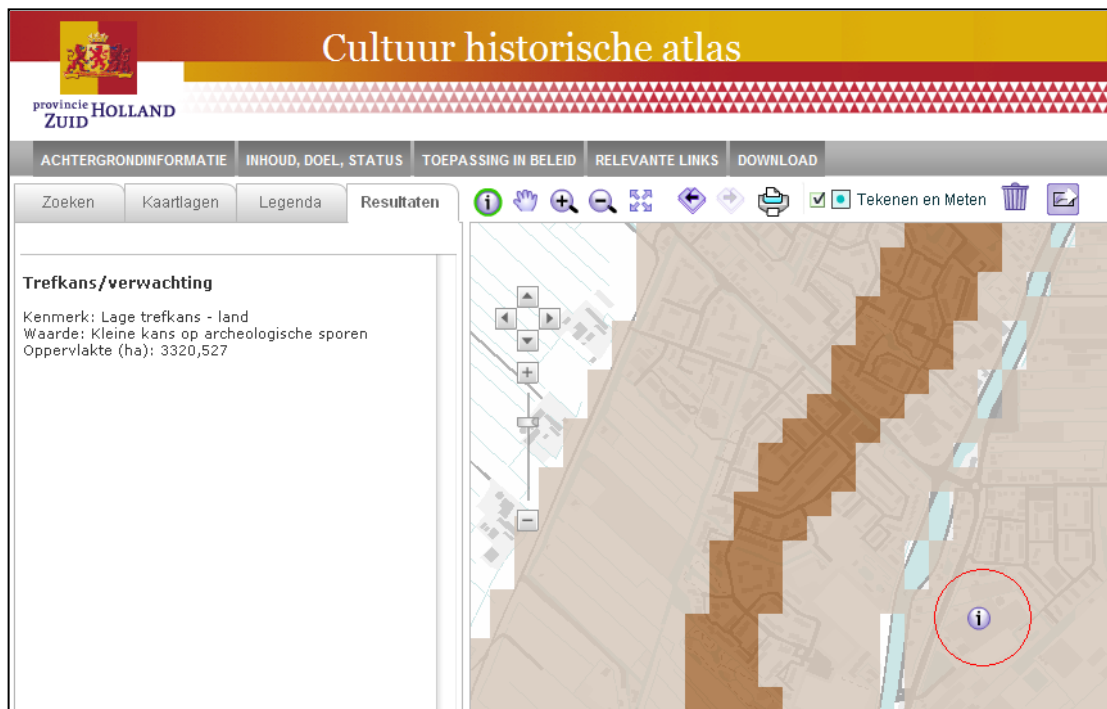 Cultuur historische atlas
provincie HOLLAND
ZUID
ACHTERGRONDINFORMATIE INHOUD, DOEL, STATUS TOEPASSING IN BELEID RELEVANTE LINKS DOWNLOAD
Zoeken Kaartlagen Legenda Resultaten Tekenen en Meten
Trefkans/verwachting
Kenmerk: Lage trefkans - land
Waarde: Kleine kans op archeologische sporen
Oppervlakte (ha): 3320,527